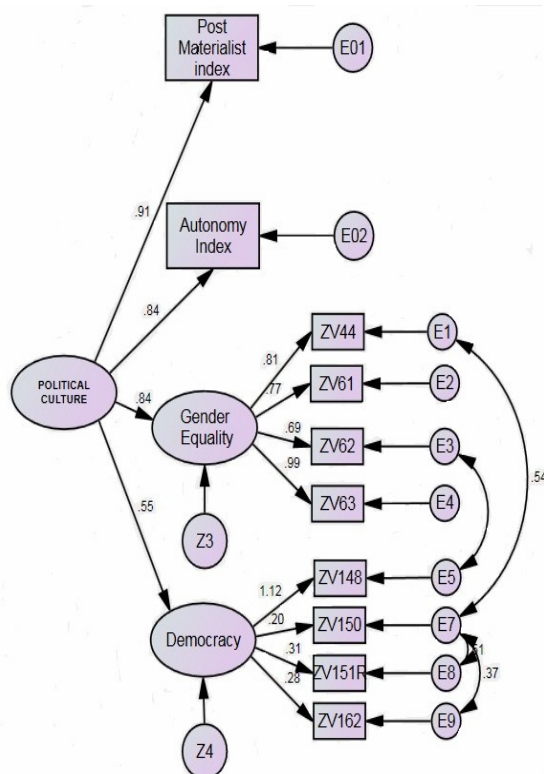 Post
Materialist
index
E01
.91
Autonomy
Index
E02
.84
ZV44
E1
.81
ZV61
E2
.77
POLITICAL
CULTURE
.84
Gender
Equality
.69
ZV62
E3
.99
ZV63
E4
.54
.55
Z3
ZV148
E5
1.12
ZV150
E7
.20
Democracy
.31
ZV151R
E8
.28
.37
ZV162
E9
Z4